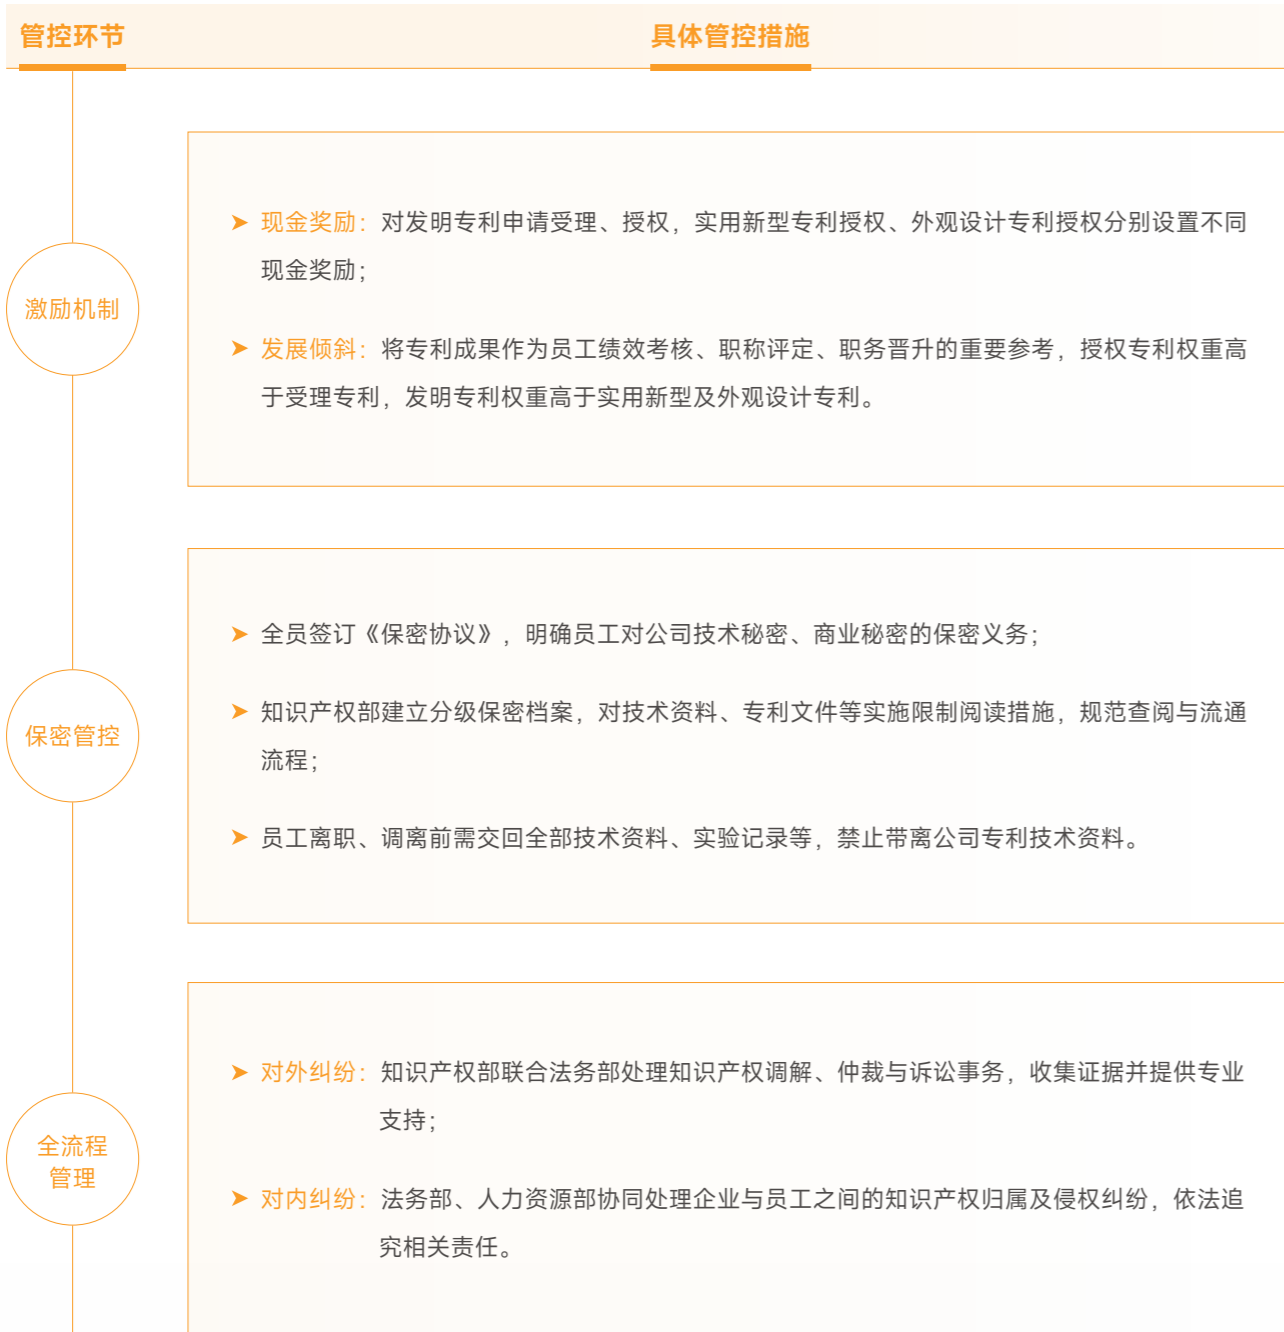 管控环节
具体管控措施
激励机制
➤ 现金奖励：对发明专利申请受理、授权，实用新型专利授权、外观设计专利授权分别设置不同
现金奖励；
➤ 发展倾斜：将专利成果作为员工绩效考核、职称评定、职务晋升的重要参考，授权专利权重高
于受理专利，发明专利权重高于实用新型及外观设计专利。
保密管控
➤ 全员签订《保密协议》，明确员工对公司技术秘密、商业秘密的保密义务；
➤ 知识产权部建立分级保密档案，对技术资料、专利文件等实施限制阅读措施，规范查阅与流通
流程；
➤ 员工离职、调离前需交回全部技术资料、实验记录等，禁止带离公司专利技术资料。
全流程
管理
➤ 对外纠纷：知识产权部联合法务部处理知识产权调解、仲裁与诉讼事务，收集证据并提供专业
支持；
➤ 对内纠纷：法务部、人力资源部协同处理企业与员工之间的知识产权归属及侵权纠纷，依法追
究相关责任。